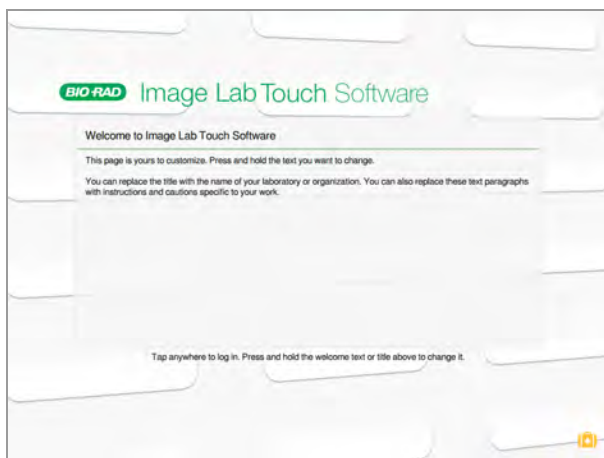 BIO-RAD Image Lab Touch Software
Welcome to Image Lab Touch Software
This page is yours to customize. Press and hold the text you want to change.
You can replace the title with the name of your laboratory or organization. You can also replace these text paragraphs
with instructions and cautions specific to your work.
Tap anywhere to log in. Press and hold the welcome text or title above to change it.